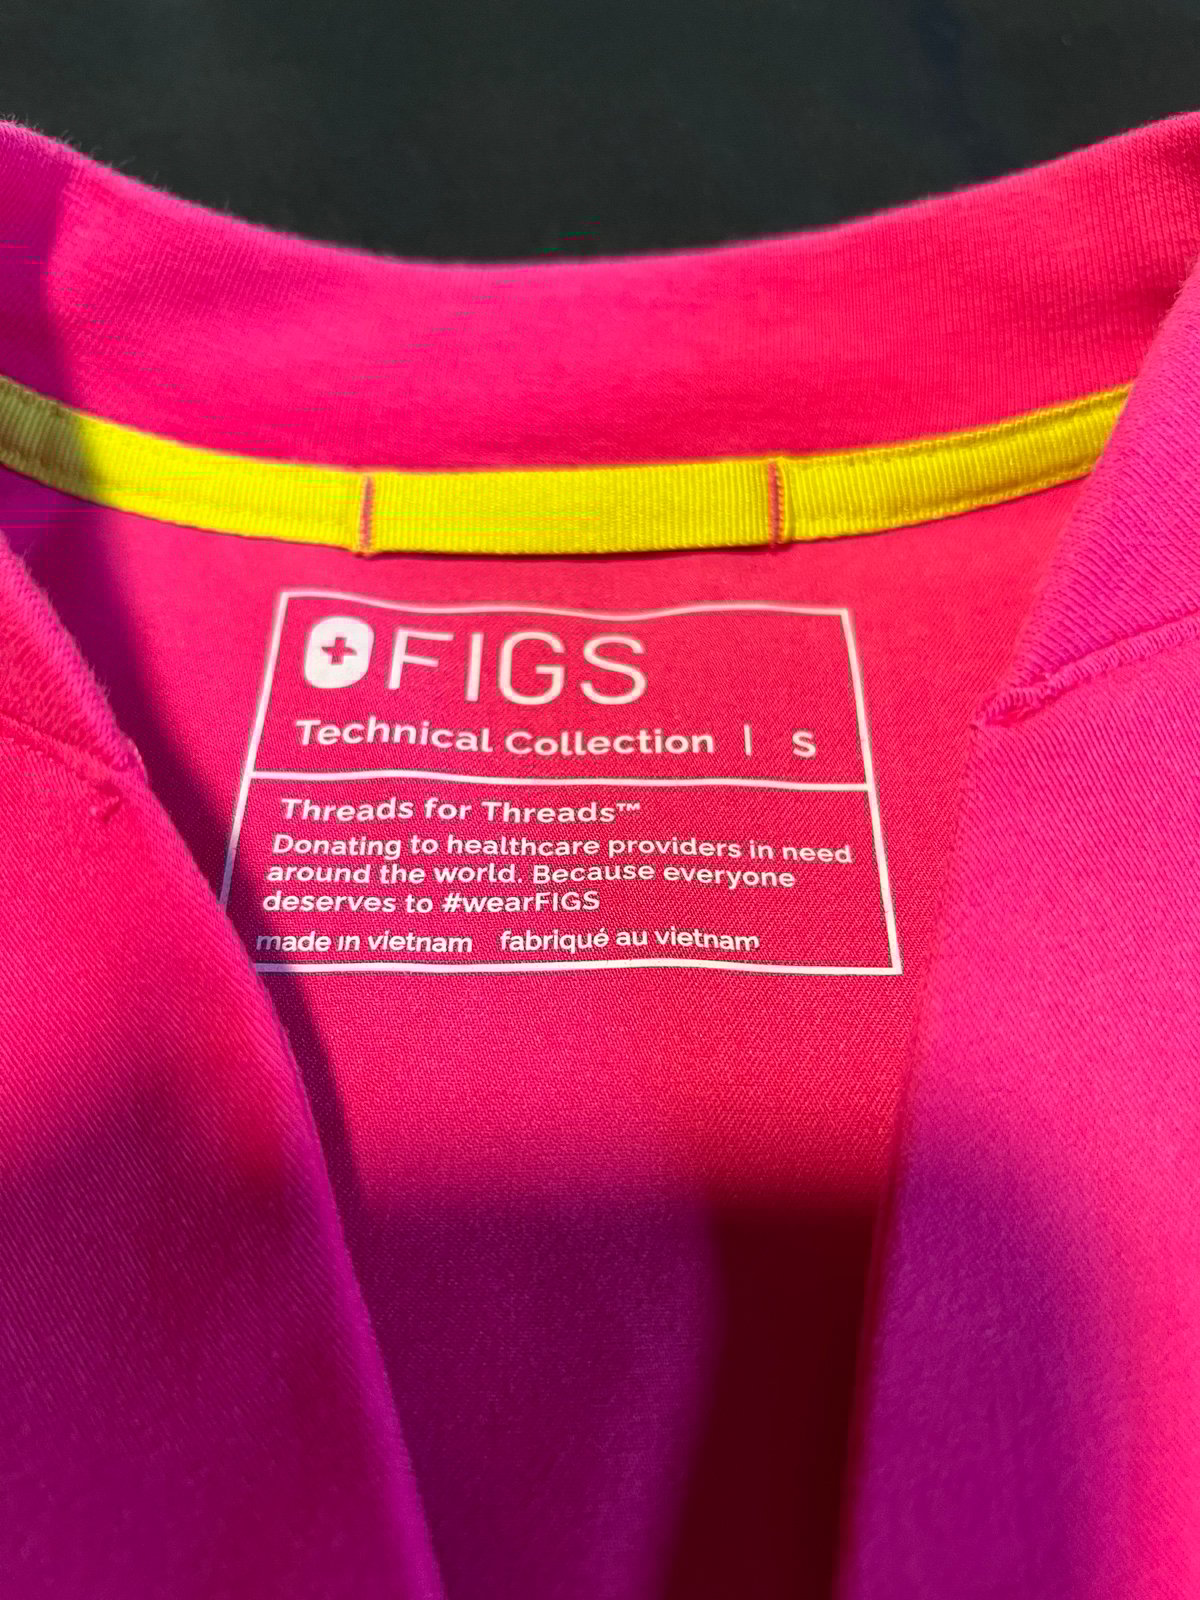 FIGS
Technical Collection | S
Threads for Threads™
Donating to healthcare providers in need
around the world. Because everyone
deserves to #wearFIGS
made in vietnam fabriqué au vietnam